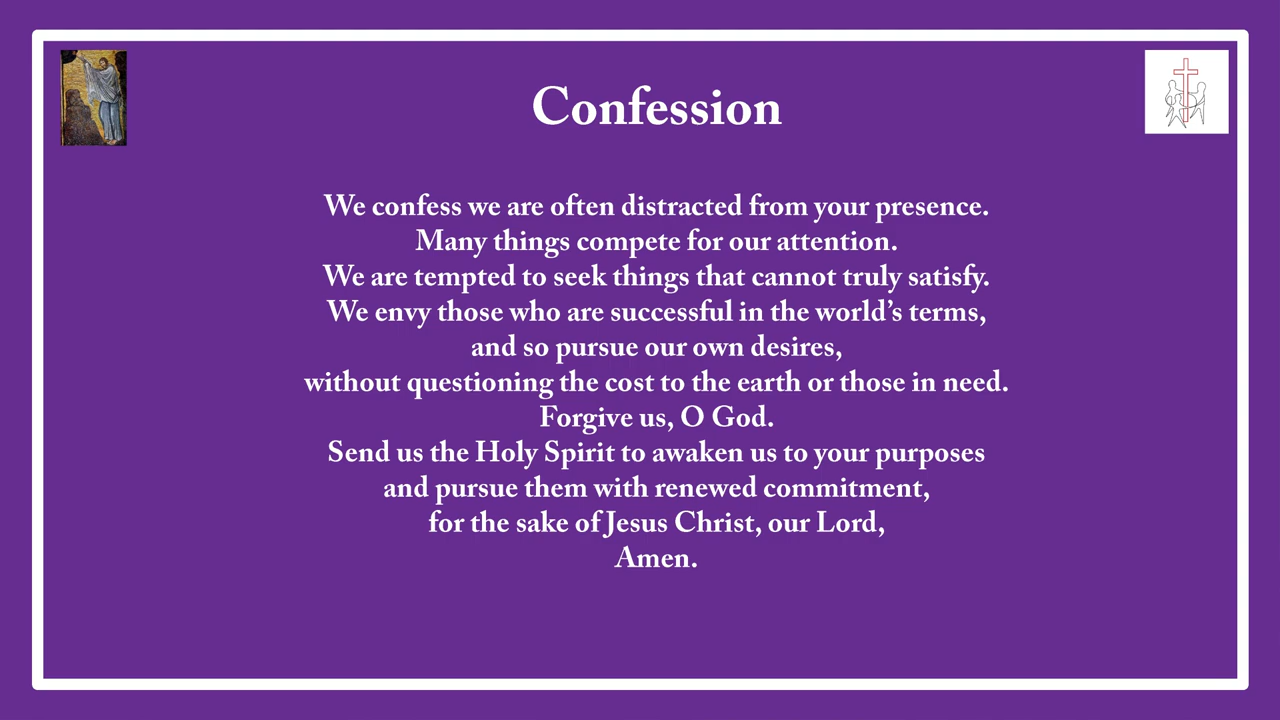 Confession
We confess we are often distracted from your presence.
Many things compete for our attention.
We are tempted to seek things that cannot truly satisfy.
We envy those who are successful in the world’s terms,
and so pursue our own desires,
without questioning the cost to the earth or those in need.
Forgive us, O God.
Send us the Holy Spirit to awaken us to your purposes
and pursue them with renewed commitment,
for the sake of Jesus Christ, our Lord,
Amen.